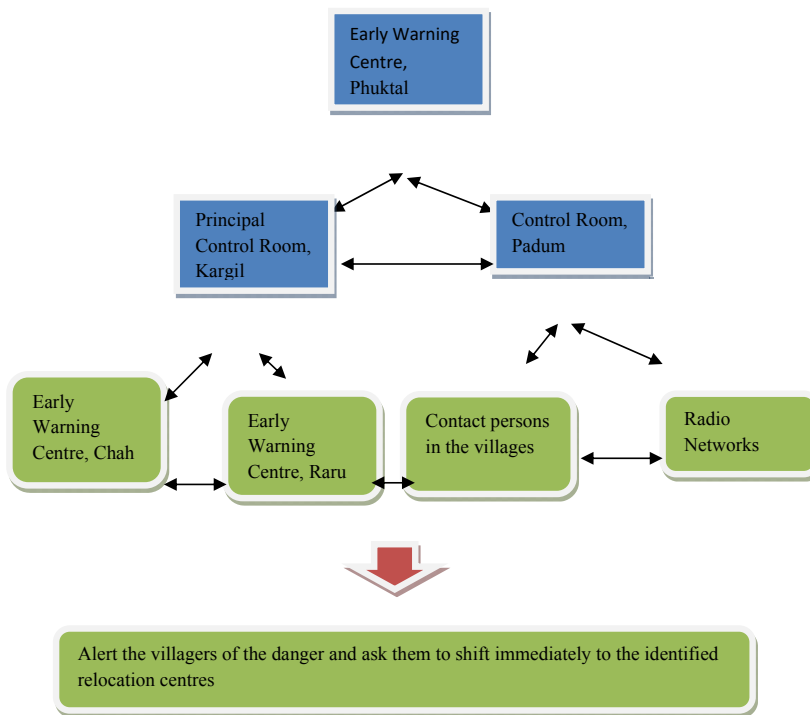 Early Warning
Centre,
Phuktal
Principal
Control Room,
Kargil
Control Room,
Padum
Early
Warning
Centre, Chah
Early
Warning
Centre, Raru
Contact persons
in the villages
Radio
Networks
Alert the villagers of the danger and ask them to shift immediately to the identified
relocation centres